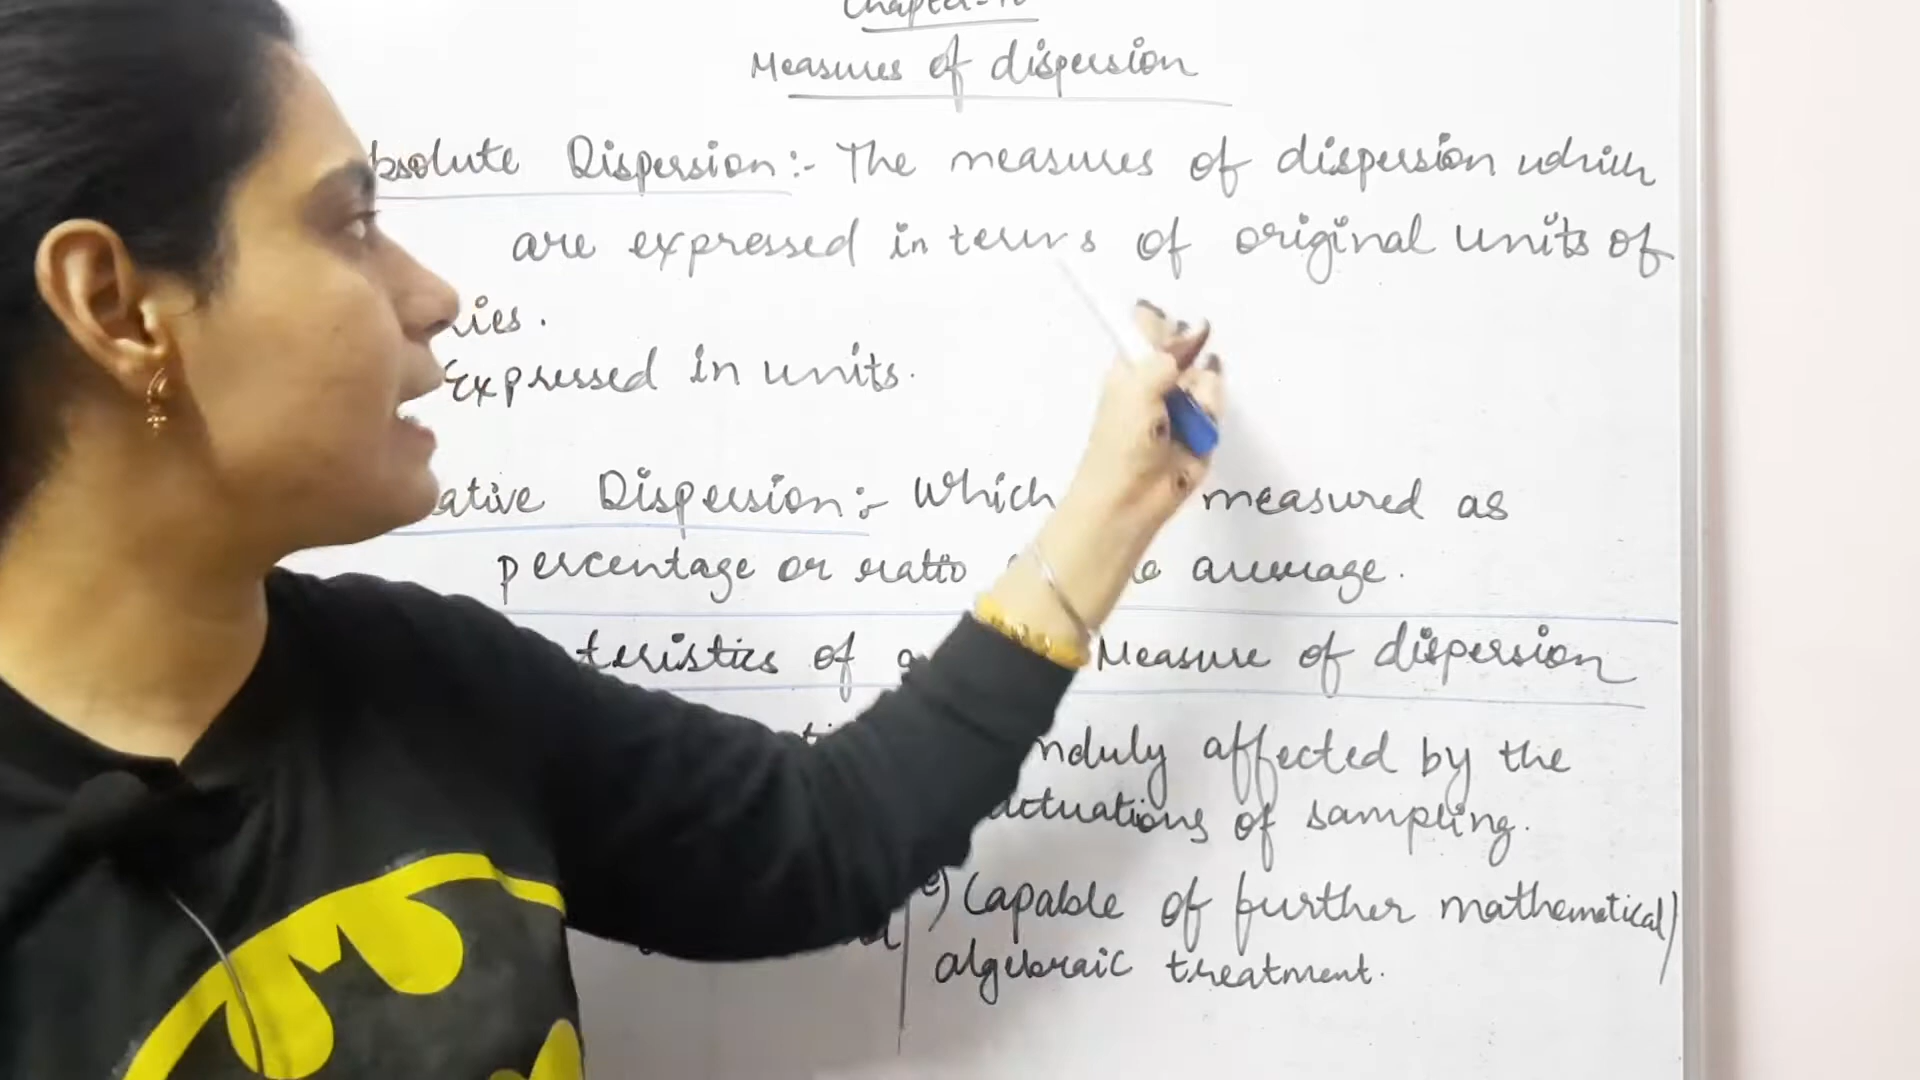 Measures of dispersion
Absolute Dispersion:- The measures of dispersion which
are expressed in terms of original units of
Expressed in units.
Dispersion:- Which measured as
percentage or ratio average.
of Measure of dispersion
affected by the
of sampling.
e) Capable of further mathematical)
algebraic treatment.